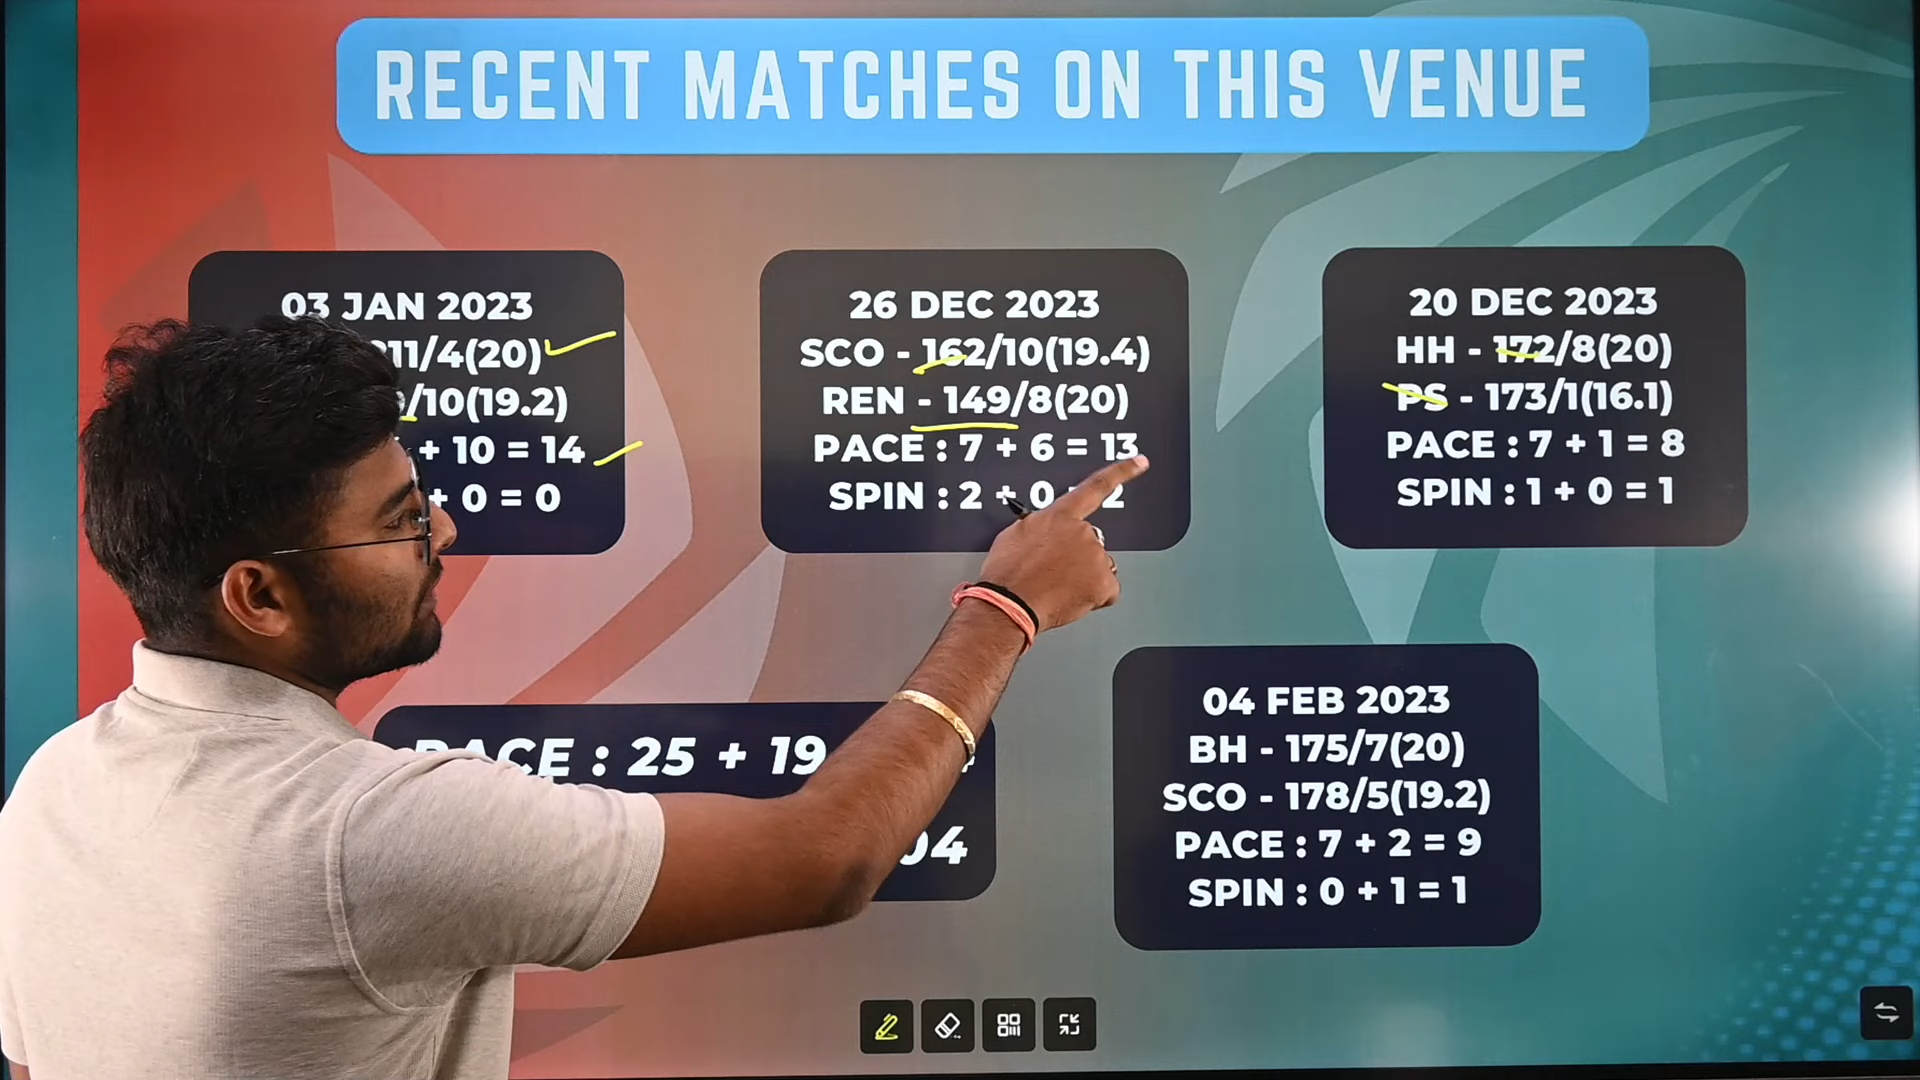 RECENT MATCHES ON THIS VENUE
03 JAN 2023
211/4(20)
/10(19.2)
+ 10 = 14
+ 0 = 0
26 DEC 2023
SCO - 162/10(19.4)
REN - 149/8(20)
PACE : 7 + 6 = 13
SPIN : 2 + 0 = 2
20 DEC 2023
HH - 172/8(20)
PS - 173/1(16.1)
PACE : 7 + 1 = 8
SPIN : 1 + 0 = 1
PACE : 25 + 19
04
04 FEB 2023
BH - 175/7(20)
SCO - 178/5(19.2)
PACE : 7 + 2 = 9
SPIN : 0 + 1 = 1